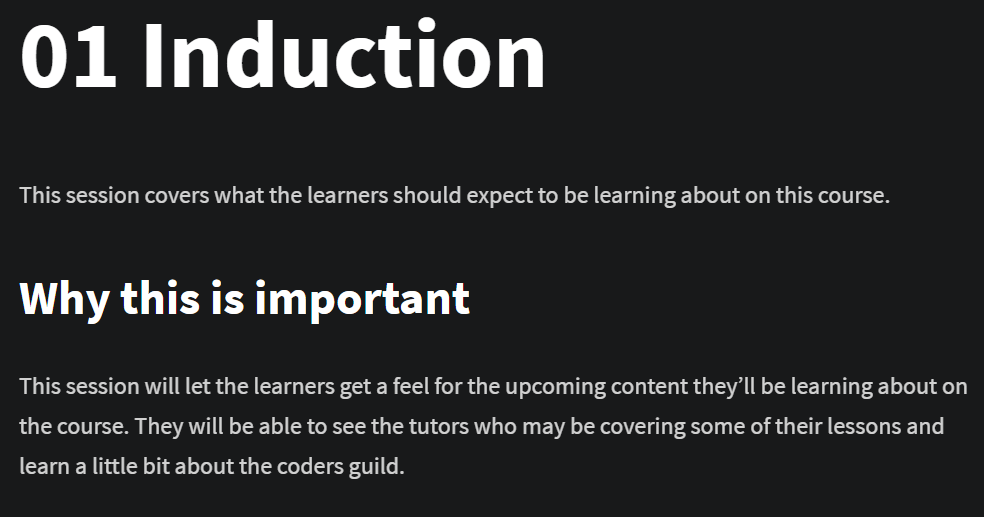 01 Induction
This session covers what the learners should expect to be learning about on this course.
Why this is important
This session will let the learners get a feel for the upcoming content they’ll be learning about on
the course. They will be able to see the tutors who may be covering some of their lessons and
learn a little bit about the coders guild.